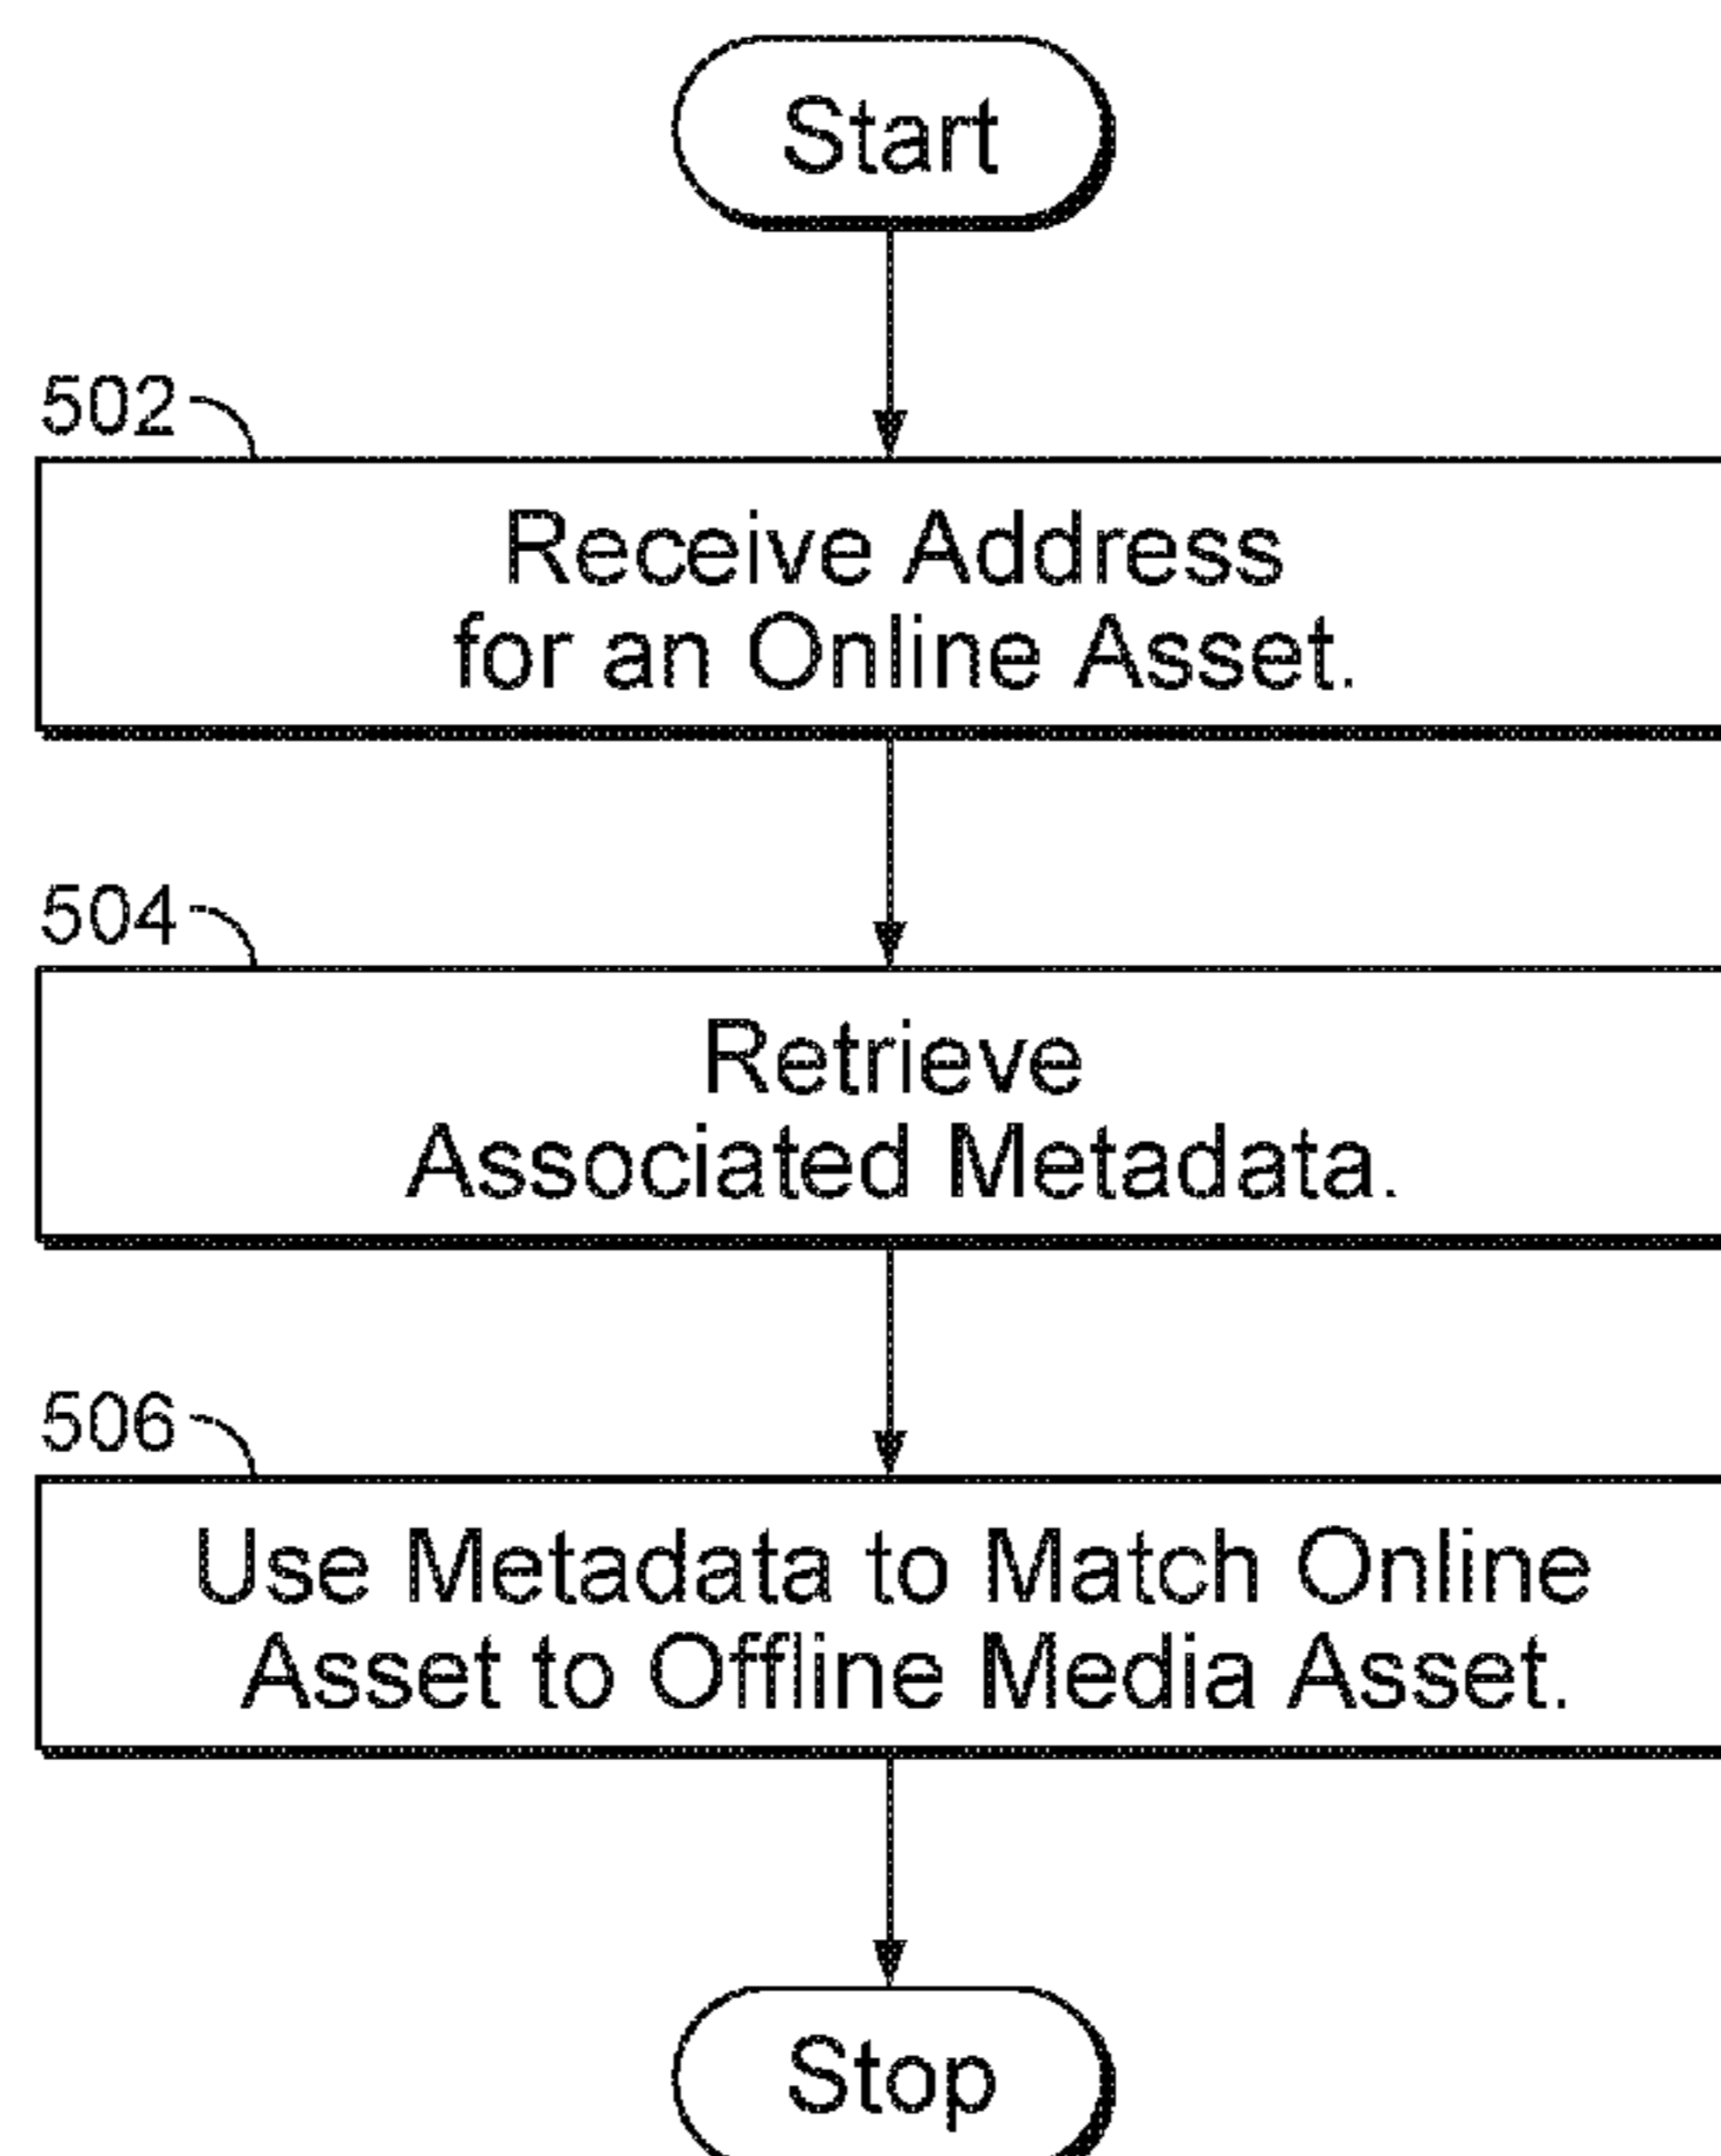 Start
502
Receive Address
for an Online Asset.
504
Retrieve
Associated Metadata.
506
Use Metadata to Match Online
Asset to Offline Media Asset.
Stop